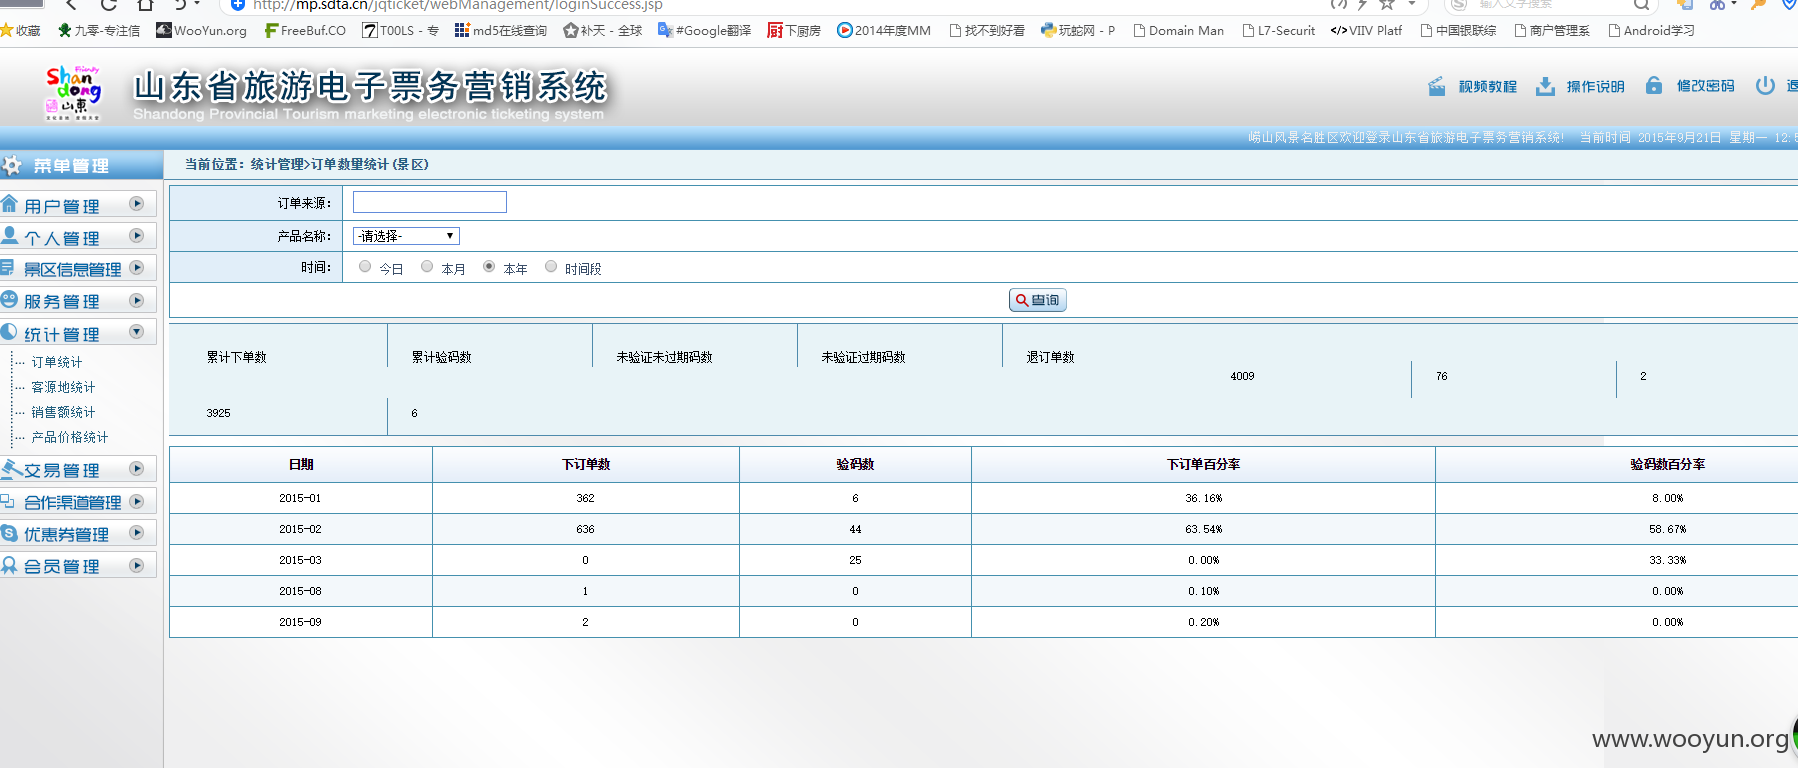 http://mp.sdta.cn/jqticket/webManagement/loginSuccess.jsp
输入文字搜索
收藏 九零-专注信 WooYun.org FreeBuf.CO T00LS - 专 md5在线查询 补天 - 全球 #Google翻译 下厨房 2014年度MM 找不到好看 玩蛇网 - P Domain Man L7-Securit VIIV Platf 中国银联综 商户管理系 Android学习
Friendly
Shandong
山东
山东省旅游电子票务营销系统
Shandong Provincial Tourism marketing electronic ticketing system
视频教程 操作说明 修改密码
崂山风景名胜区欢迎登录山东省旅游电子票务营销系统! 当前时间 2015年9月21日 星期一 12:5
菜单管理
当前位置: 统计管理>订单数里统计(景区)
用户管理
个人管理
景区信息管理
服务管理
统计管理
订单统计
客源地统计
销售额统计
产品价格统计
交易管理
合作渠道管理
优惠券管理
会员管理
订单来源:
产品名称: -请选择-
时间: 今日 本月 本年 时间段
查询
累计下单数 累计验码数 未验证未过期码数 未验证过期码数 退订单数
4009 76 2
3925 6
日期 下订单数 验码数 下订单百分率 验码数百分率
2015-01 362 6 36.16% 8.00%
2015-02 636 44 63.54% 58.67%
2015-03 0 25 0.00% 33.33%
2015-08 1 0 0.10% 0.00%
2015-09 2 0 0.20% 0.00%
www.wooyun.org